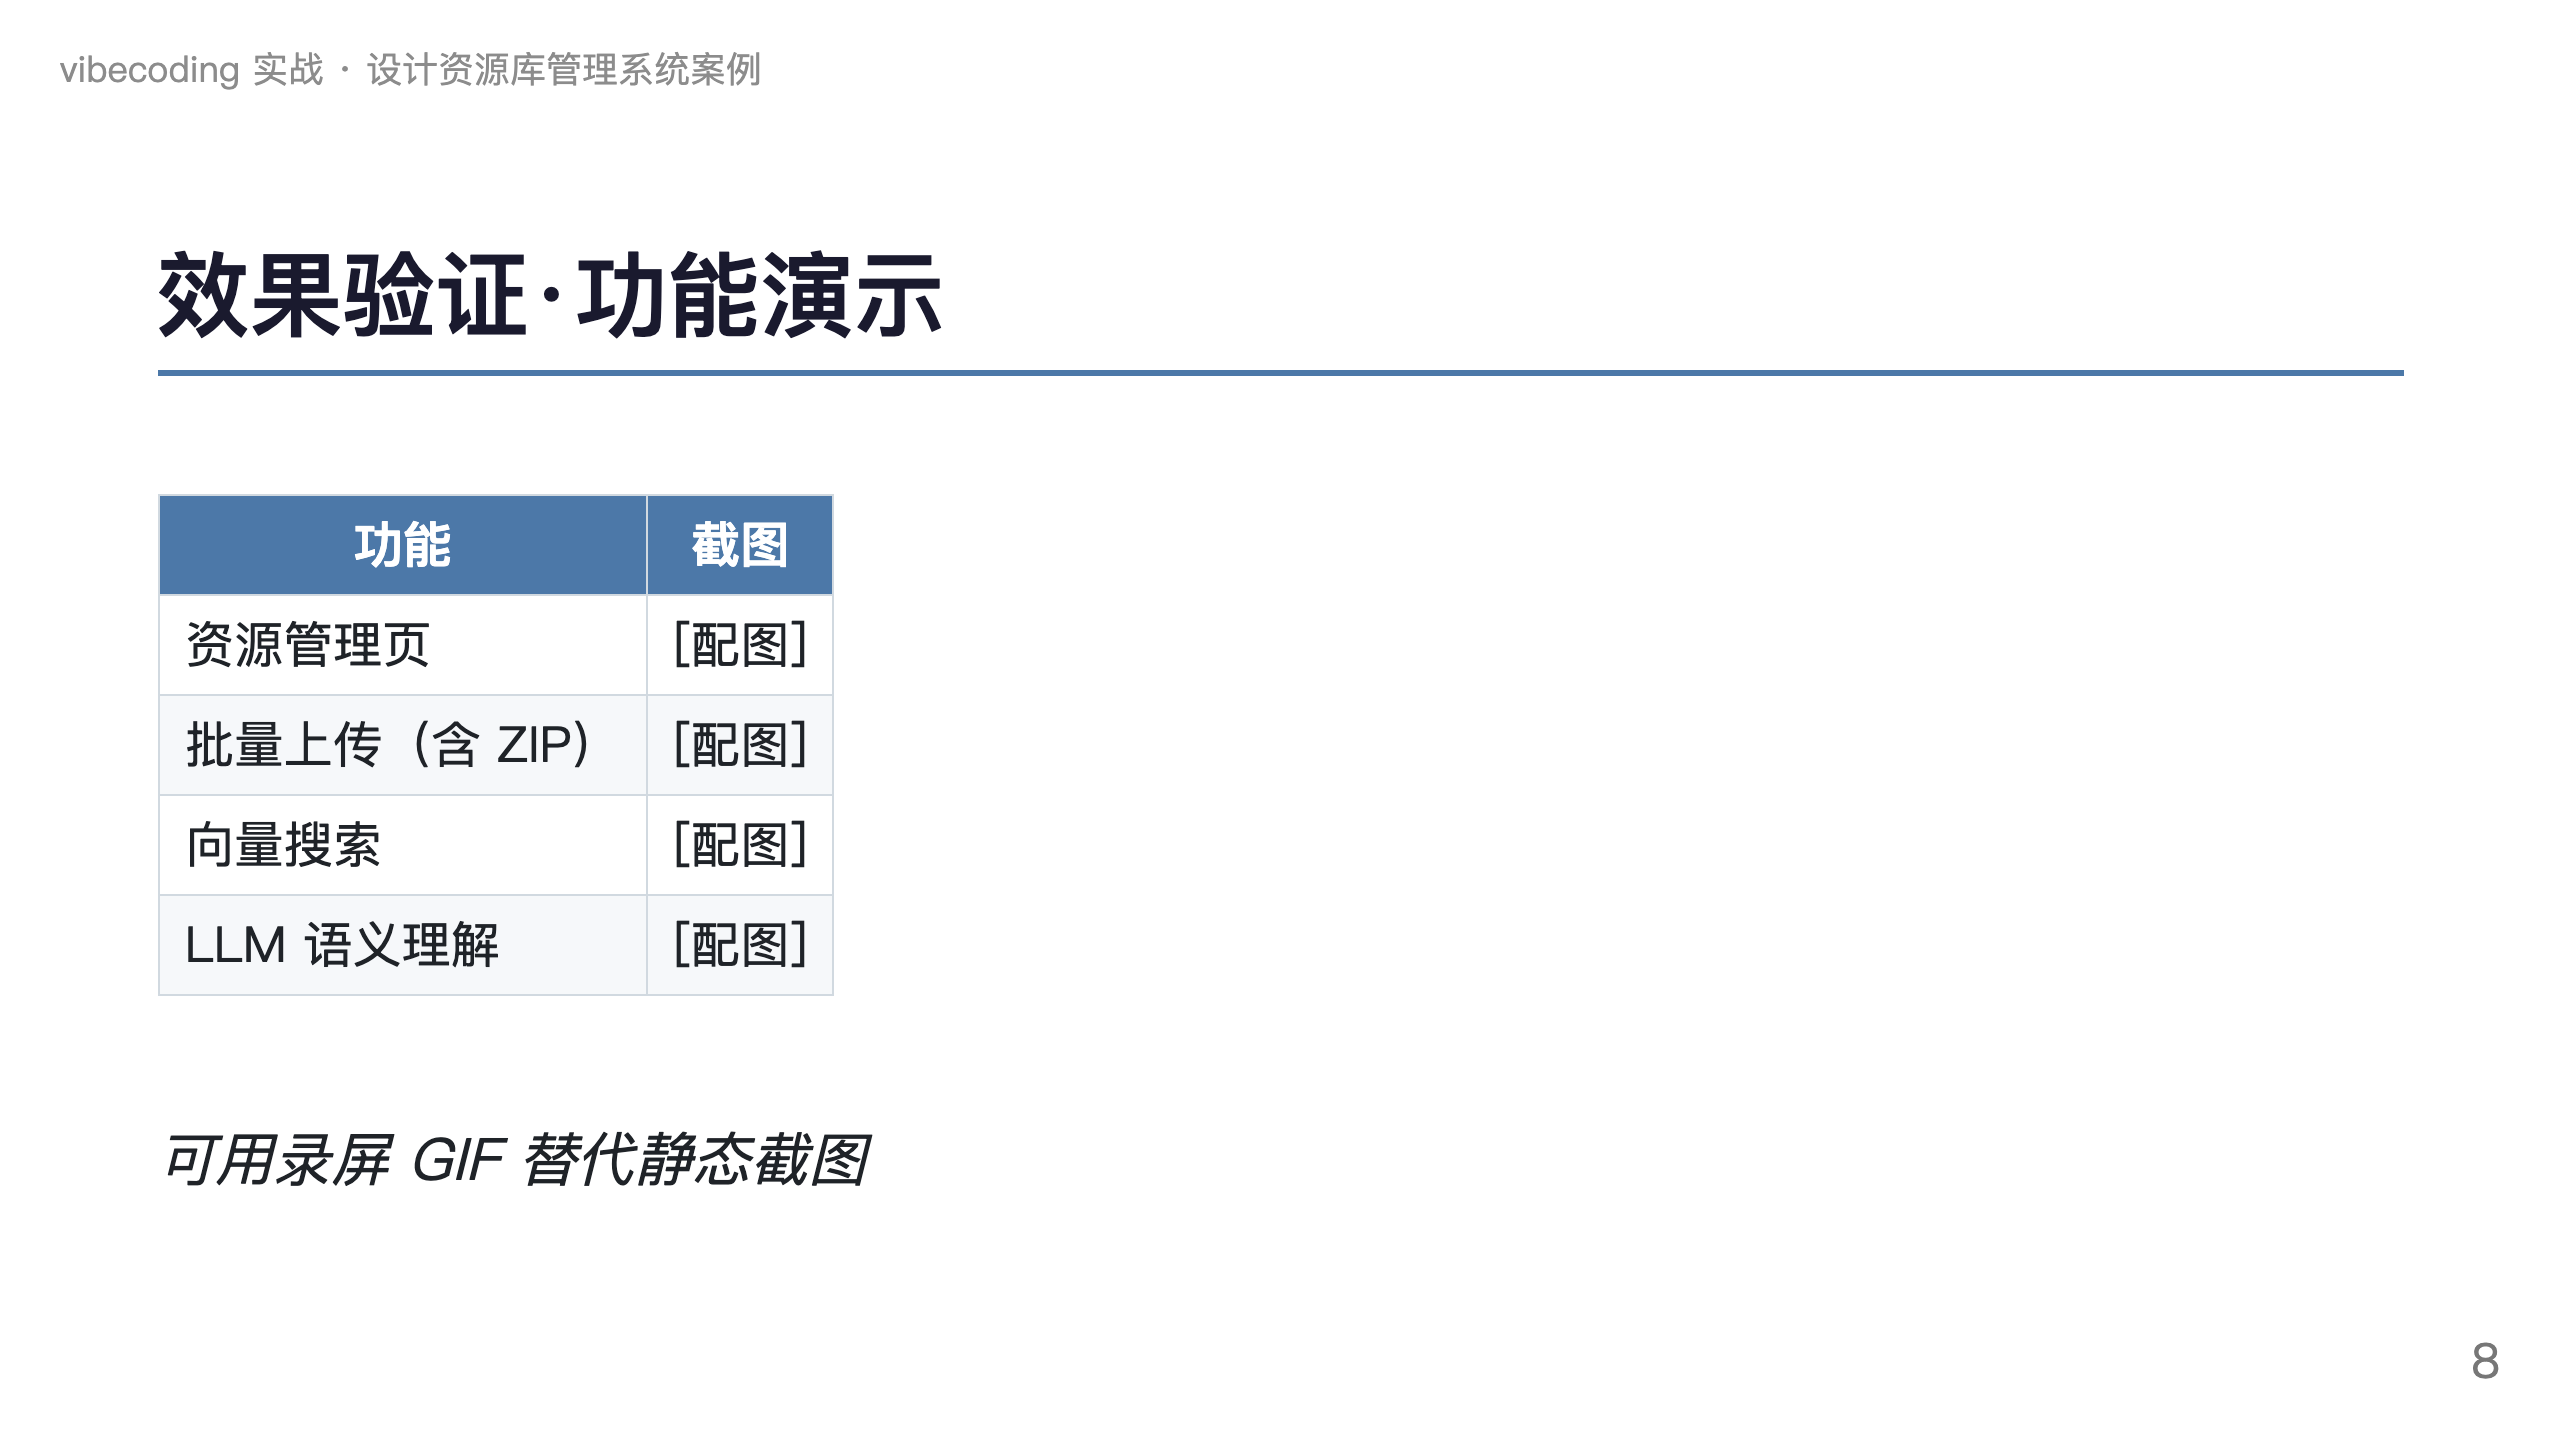 vibecoding 实战 · 设计资源库管理系统案例
效果验证·功能演示
功能 截图
资源管理页 [配图]
批量上传（含 ZIP） [配图]
向量搜索 [配图]
LLM 语义理解 [配图]
可用录屏 GIF 替代静态截图
8